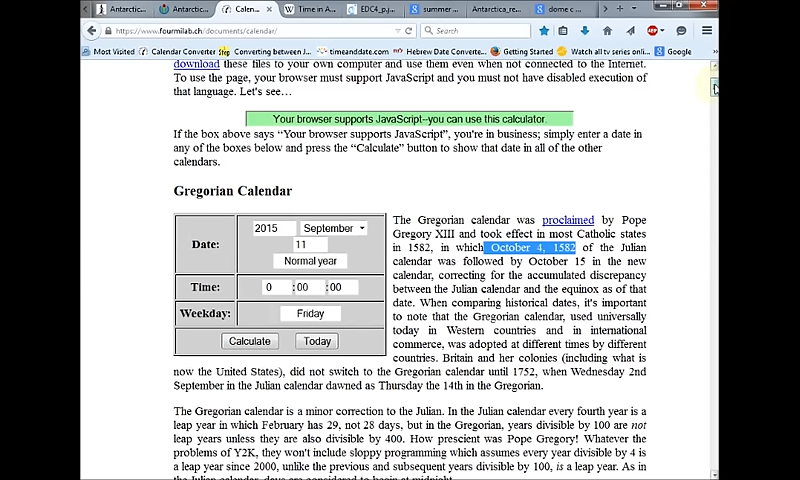 Antarctic...
Antarctic...
Calen...
Time in A...
EDC4_p.j...
summer ...
Antarctica_re...
dome c ...
https://www.fourmilab.ch/documents/calendar/
Search
Most Visited
Calendar Converter
Converting between J...
timeanddate.com
Hebrew Date Converte...
Getting Started
Watch all tv series onli...
Google
download these files to your own computer and use them even when not connected to the Internet.
To use the page, your browser must support JavaScript and you must not have disabled execution of
that language. Let's see…
Your browser supports JavaScript--you can use this calculator.
If the box above says “Your browser supports JavaScript”, you're in business; simply enter a date in
any of the boxes below and press the “Calculate” button to show that date in all of the other
calendars.
Gregorian Calendar
Date:
2015 September
11
Normal year
Time: 0 :00 :00
Weekday: Friday
Calculate Today
The Gregorian calendar was proclaimed by Pope
Gregory XIII and took effect in most Catholic states
in 1582, in which October 4, 1582 of the Julian
calendar was followed by October 15 in the new
calendar, correcting for the accumulated discrepancy
between the Julian calendar and the equinox as of that
date. When comparing historical dates, it's important
to note that the Gregorian calendar, used universally
today in Western countries and in international
commerce, was adopted at different times by different
countries. Britain and her colonies (including what is
now the United States), did not switch to the Gregorian calendar until 1752, when Wednesday 2nd
September in the Julian calendar dawned as Thursday the 14th in the Gregorian.
The Gregorian calendar is a minor correction to the Julian. In the Julian calendar every fourth year is a
leap year in which February has 29, not 28 days, but in the Gregorian, years divisible by 100 are not
leap years unless they are also divisible by 400. How prescient was Pope Gregory! Whatever the
problems of Y2K, they won't include sloppy programming which assumes every year divisible by 4 is
a leap year since 2000, unlike the previous and subsequent years divisible by 100, is a leap year. As in
the Julian calendar, days are considered to begin at midnight.